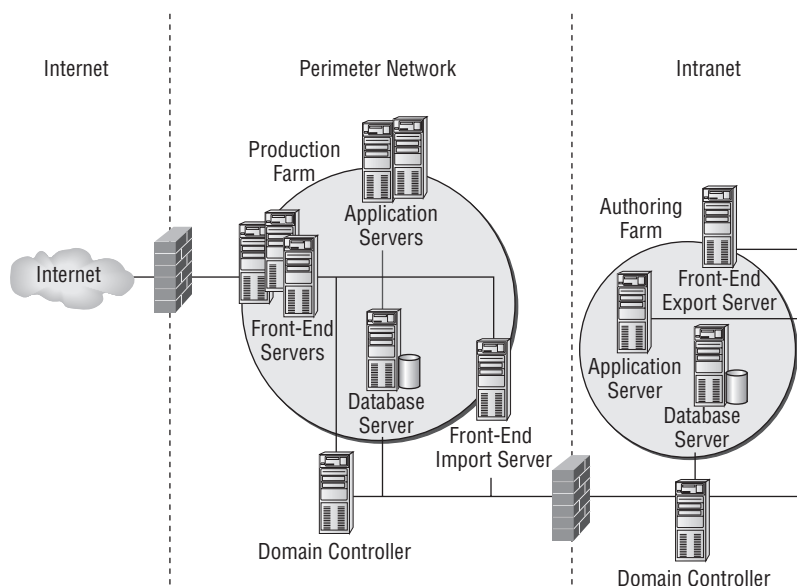 Internet
Perimeter Network
Intranet
Production
Farm
Application
Servers
Authoring
Farm
Internet
Front-End
Servers
Front-End
Export Server
Application
Server
Database
Server
Front-End
Import Server
Database
Server
Domain Controller
Domain Controller